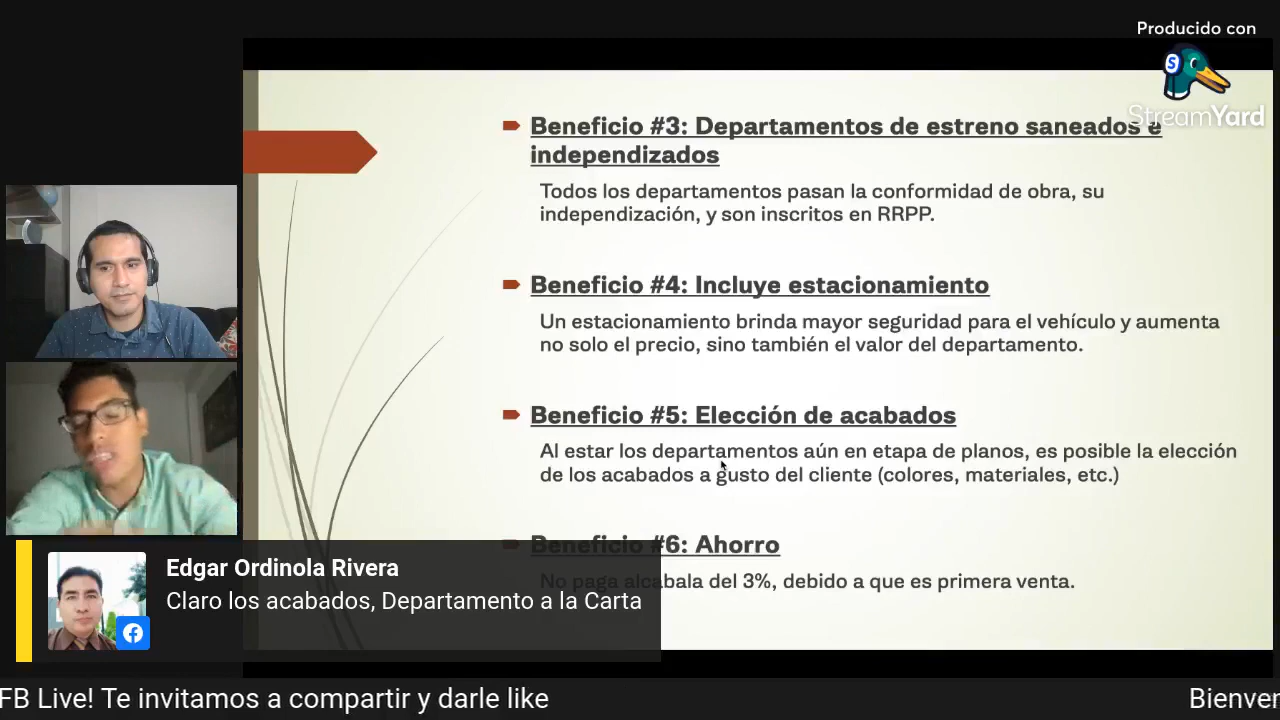 Producido con
StreamYard
Beneficio #3: Departamentos de estreno saneados e
independizados
Todos los departamentos pasan la conformidad de obra, su
independización, y son inscritos en RRPP.
Beneficio #4: Incluye estacionamiento
Un estacionamiento brinda mayor seguridad para el vehículo y aumenta
no solo el precio, sino también el valor del departamento.
Beneficio #5: Elección de acabados
Al estar los departamentos aún en etapa de planos, es posible la elección
de los acabados a gusto del cliente (colores, materiales, etc.)
Beneficio #6: Ahorro
No paga alcabala del 3%, debido a que es primera venta.
Edgar Ordinola Rivera
Claro los acabados, Departamento a la Carta
FB Live! Te invitamos a compartir y darle like
Bienver